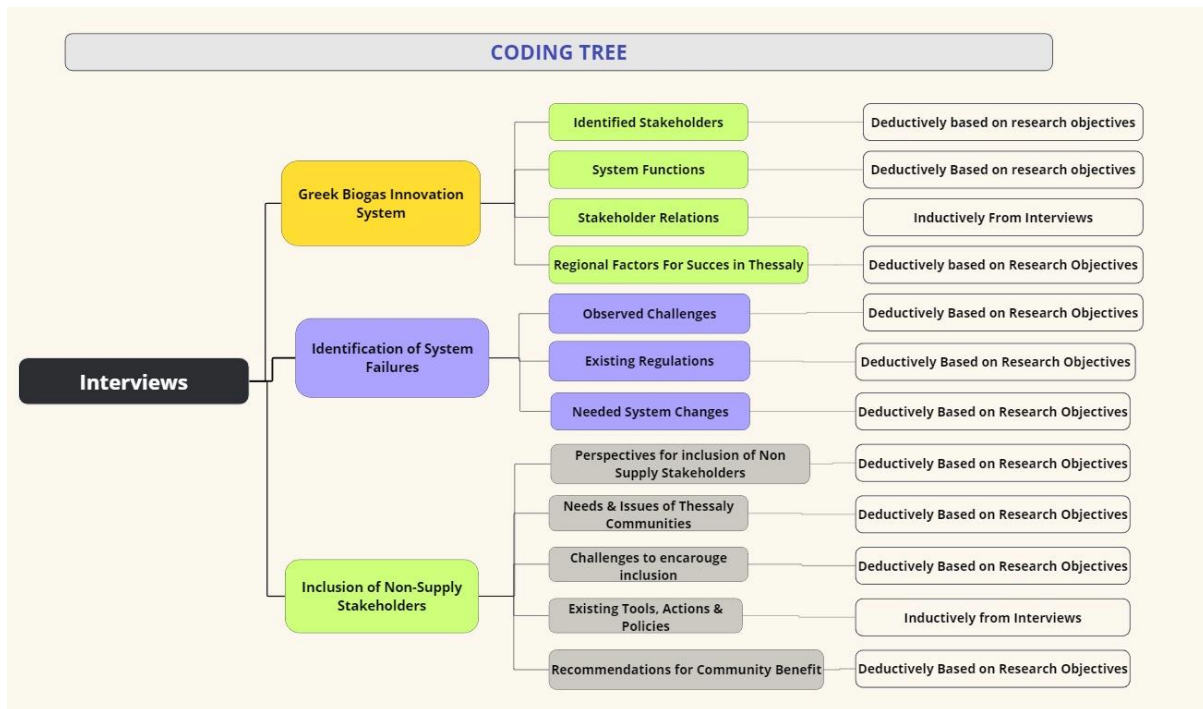 CODING TREE
Identified Stakeholders
Deductively based on research objectives
System Functions
Deductively Based on research objectives
Greek Biogas Innovation
System
Stakeholder Relations
Inductively From Interviews
Regional Factors For Succes in Thessaly
Deductively based on Research Objectives
Observed Challenges
Deductively Based on Research Objectives
Identification of System
Failures
Existing Regulations
Deductively Based on Research Objectives
Interviews
Needed System Changes
Deductively Based on Research Objectives
Perspectives for inclusion of Non
Supply Stakeholders
Deductively Based on Research Objectives
Needs & Issues of Thessaly
Communities
Deductively Based on Research Objectives
Challenges to encarouge
inclusion
Deductively Based on Research Objectives
Inclusion of Non-Supply
Stakeholders
Existing Tools, Actions &
Policies
Inductively from Interviews
Recommendations for Community Benefit
Deductively Based on Research Objectives